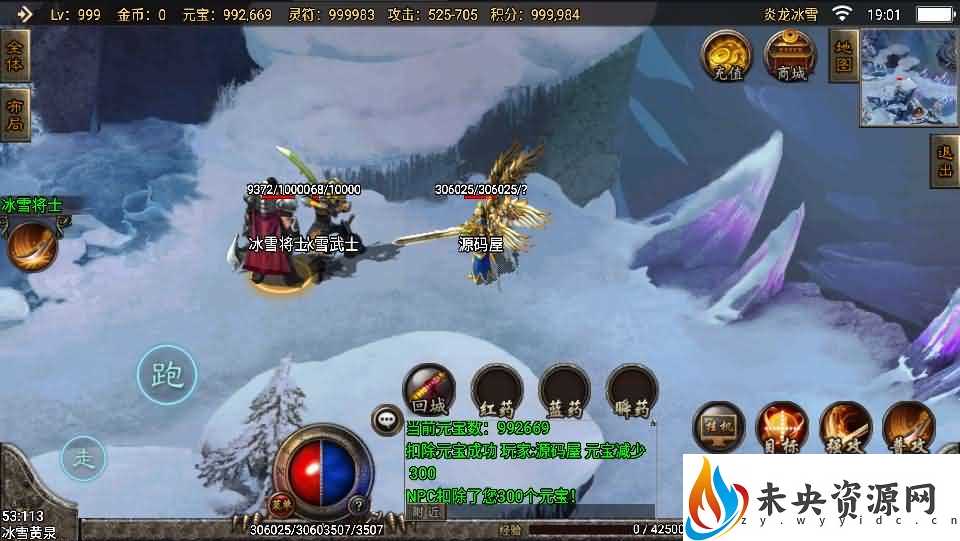 Lv: 999 金币: 0 元宝: 992,669 灵符: 999983 攻击: 525-705 积分: 999,984
炎龙冰雪 19:01
全体
布局
充值
商城
地图
退出
冰雪将士
9372/1000068/10000
306025/306025/?
冰雪将士冰雪武士
源码屋
跑
走
回城
红药
蓝药
瞬药
挂机
目标
强攻
普攻
当前元宝数: 992669
扣除元宝成功 玩家:源码屋 元宝减少
300
NPC扣除了您300个元宝!
附近
菜单
?
53:113
冰雪黄泉
306025/30603507/3507
经验
0/42500
未央资源网
zy.wyyidc.cn